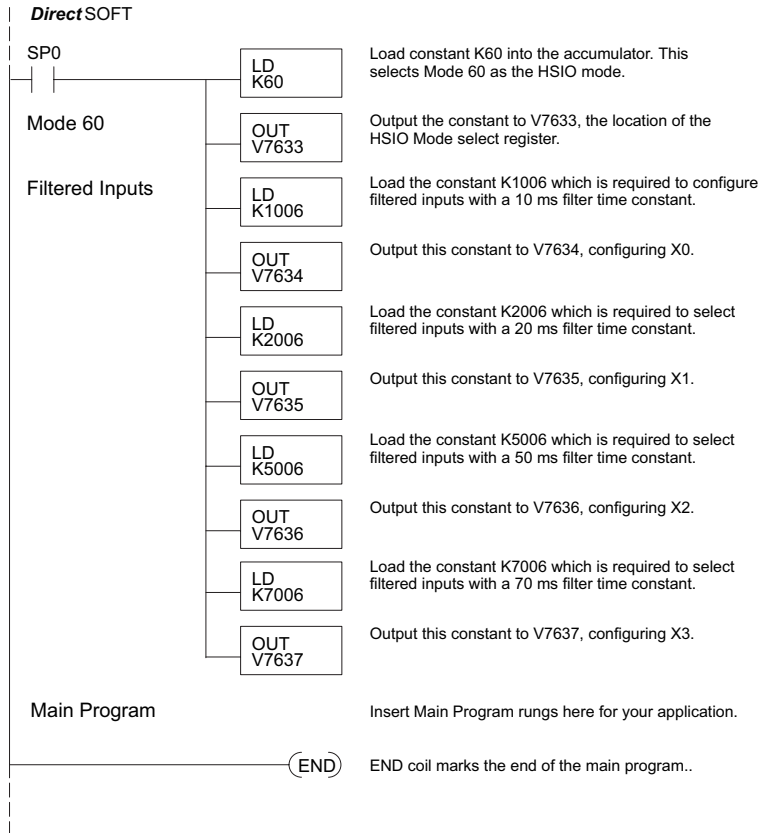 DirectSOFT
SP0
LD
K60
Load constant K60 into the accumulator. This
selects Mode 60 as the HSIO mode.
Mode 60
OUT
V7633
Output the constant to V7633, the location of the
HSIO Mode select register.
Filtered Inputs
LD
K1006
Load the constant K1006 which is required to configure
filtered inputs with a 10 ms filter time constant.
OUT
V7634
Output this constant to V7634, configuring X0.
LD
K2006
Load the constant K2006 which is required to select
filtered inputs with a 20 ms filter time constant.
OUT
V7635
Output this constant to V7635, configuring X1.
LD
K5006
Load the constant K5006 which is required to select
filtered inputs with a 50 ms filter time constant.
OUT
V7636
Output this constant to V7636, configuring X2.
LD
K7006
Load the constant K7006 which is required to select
filtered inputs with a 70 ms filter time constant.
OUT
V7637
Output this constant to V7637, configuring X3.
Main Program
Insert Main Program rungs here for your application.
END
END coil marks the end of the main program..